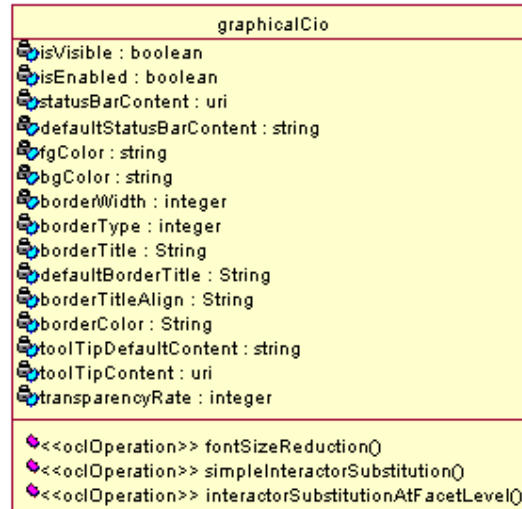 graphicalCio
isVisible : boolean
isEnabled : boolean
statusBarContent : uri
defaultStatusBarContent : string
fgColor : string
bgColor : string
borderWidth : integer
borderType : integer
borderTitle : String
defaultBorderTitle : String
borderTitleAlign : String
borderColor : String
toolTipDefaultContent : string
toolTipContent : uri
transparencyRate : integer
<<oclOperation>> fontSizeReduction()
<<oclOperation>> simpleInteractorSubstitution()
<<oclOperation>> interactorSubstitutionAtFacetLevel()